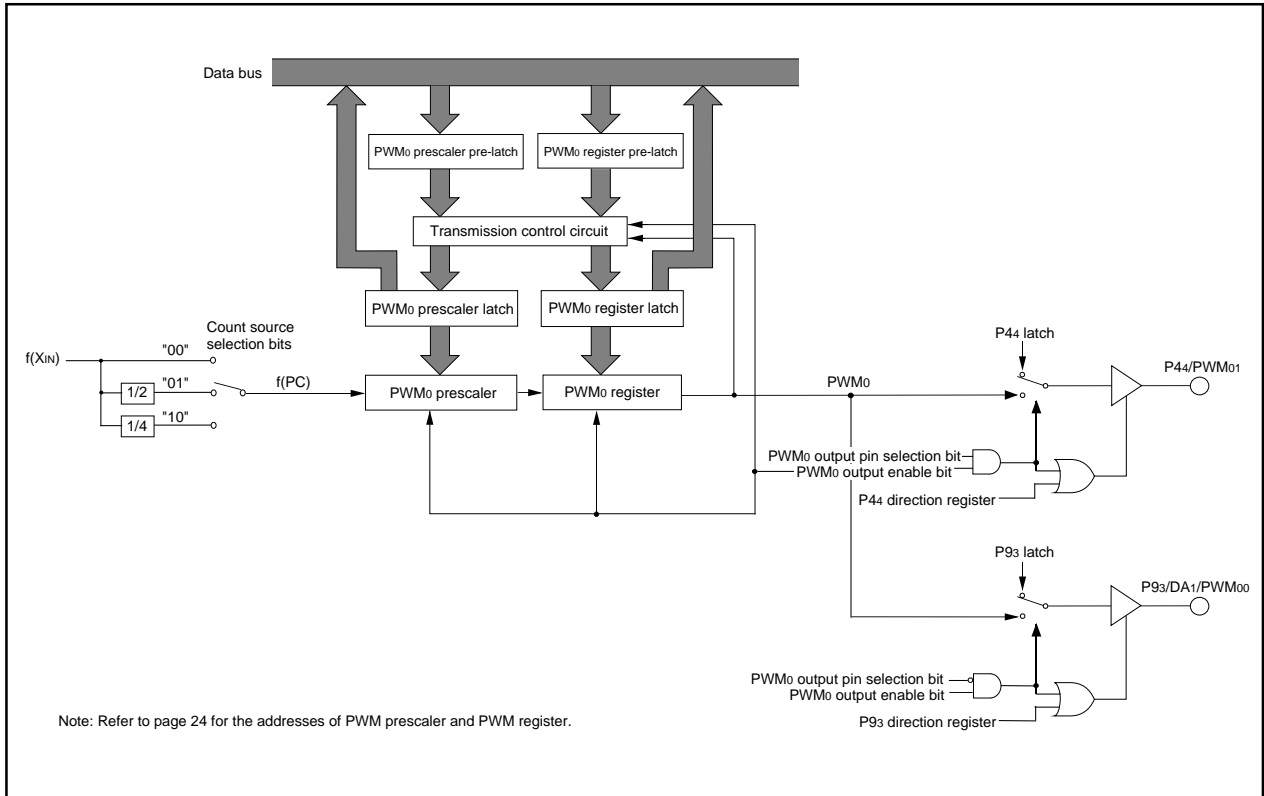 Data bus
PWM0 prescaler pre-latch
PWM0 register pre-latch
Transmission control circuit
PWM0 prescaler latch
PWM0 register latch
Count source
selection bits
f(XIN)
"00"
1/2
"01"
1/4
"10"
f(PC)
PWM0 prescaler
PWM0 register
PWM0
P44 latch
P44/PWM01
PWM0 output pin selection bit
PWM0 output enable bit
P44 direction register
P93 latch
P93/DA1/PWM00
PWM0 output pin selection bit
PWM0 output enable bit
P93 direction register
Note: Refer to page 24 for the addresses of PWM prescaler and PWM register.